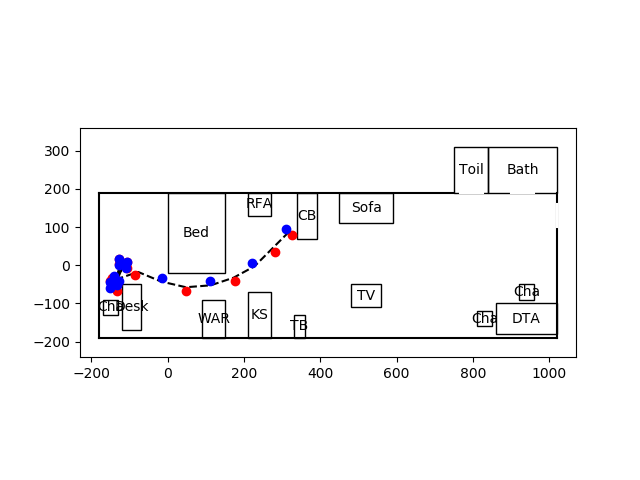 300
200
100
0
−100
−200
−200
0
200
400
600
800
1000
Toil
Bath
RFA
CB
Sofa
Bed
Cha
Desk
WAR
KS
TB
TV
Cha
Cha
DTA